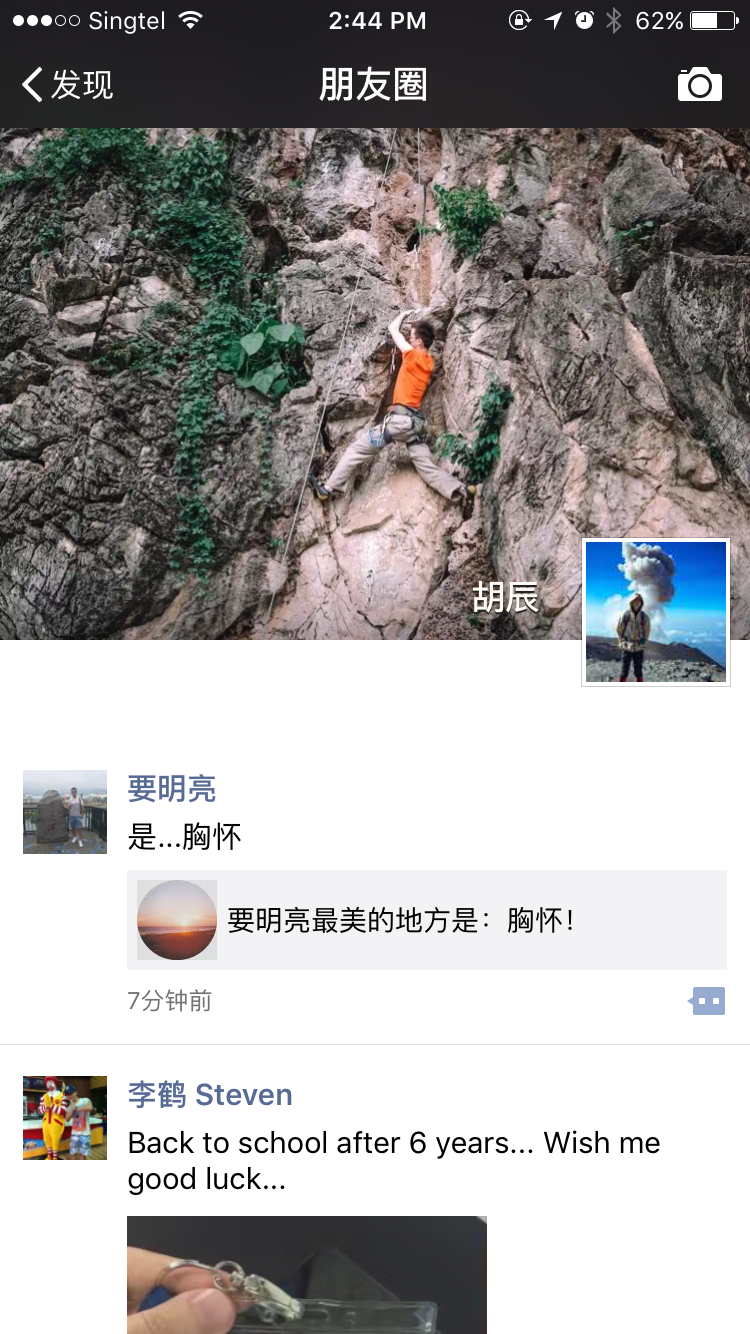 Singtel 2:44 PM 62%
发现 朋友圈
胡辰
要明亮
是...胸怀
要明亮最美的地方是：胸怀！
7分钟前
李鹤 Steven
Back to school after 6 years... Wish me
good luck...